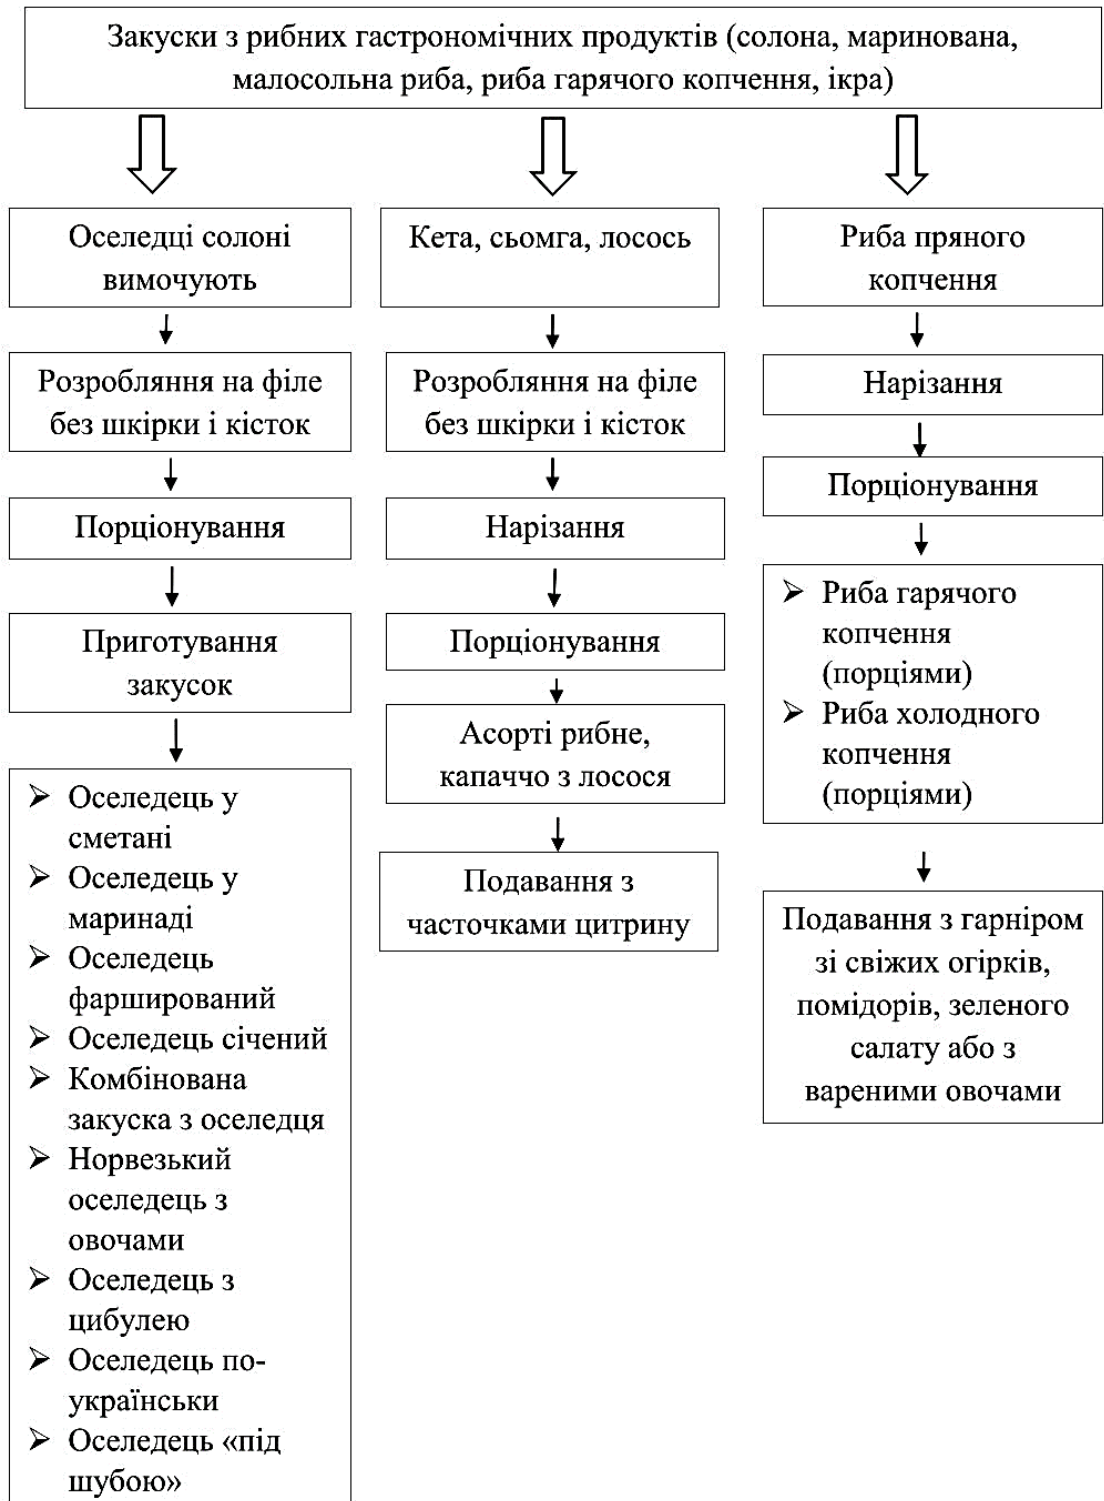 Закуски з рибних гастрономічних продуктів (солона, маринована,
малосольна риба, риба гарячого копчення, ікра)
Оселедці солоні
вимочують
Розробляння на філе
без шкірки і кісток
Порціонування
Приготування
закусок
➢ Оселедець у
сметані
➢ Оселедець у
маринаді
➢ Оселедець
фарширований
➢ Оселедець січений
➢ Комбінована
закуска з оселедця
➢ Норвезький
оселедець з
овочами
➢ Оселедець з
цибулею
➢ Оселедець по-
українськи
➢ Оселедець «під
шубою»
Кета, сьомга, лосось
Розробляння на філе
без шкірки і кісток
Нарізання
Порціонування
Асорті рибне,
капаччо з лосося
Подавання з
часточками цитрину
Риба пряного
копчення
Нарізання
Порціонування
➢ Риба гарячого
копчення
(порціями)
➢ Риба холодного
копчення
(порціями)
Подавання з гарніром
зі свіжих огірків,
помідорів, зеленого
салату або з
вареними овочами